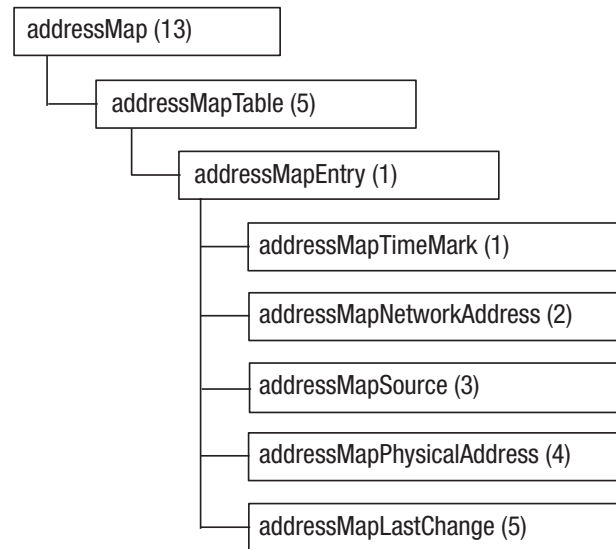 addressMap (13)
addressMapTable (5)
addressMapEntry (1)
addressMapTimeMark (1)
addressMapNetworkAddress (2)
addressMapSource (3)
addressMapPhysicalAddress (4)
addressMapLastChange (5)